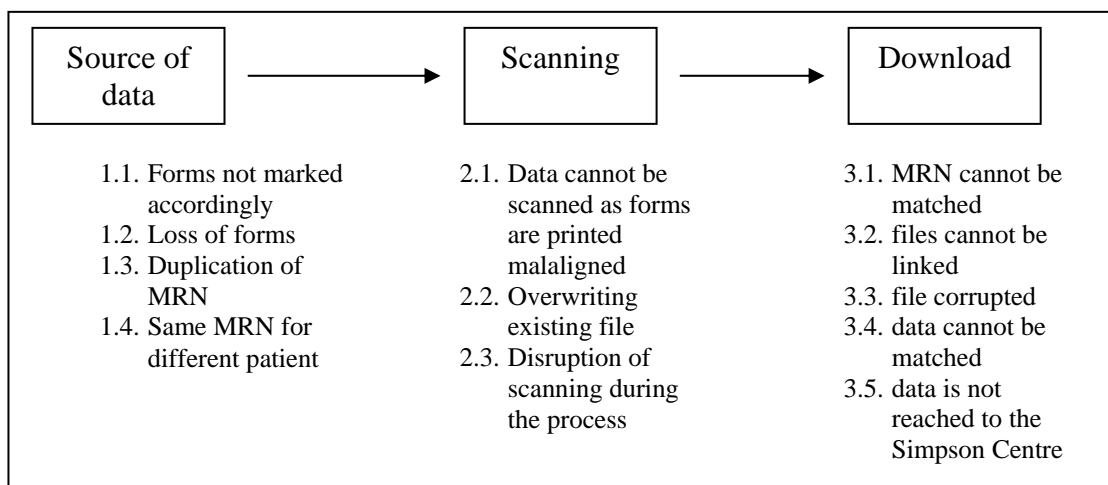 Source of
data
Scanning
Download
1.1. Forms not marked
accordingly
1.2. Loss of forms
1.3. Duplication of
MRN
1.4. Same MRN for
different patient
2.1. Data cannot be
scanned as forms
are printed
malaligned
2.2. Overwriting
existing file
2.3. Disruption of
scanning during
the process
3.1. MRN cannot be
matched
3.2. files cannot be
linked
3.3. file corrupted
3.4. data cannot be
matched
3.5. data is not
reached to the
Simpson Centre